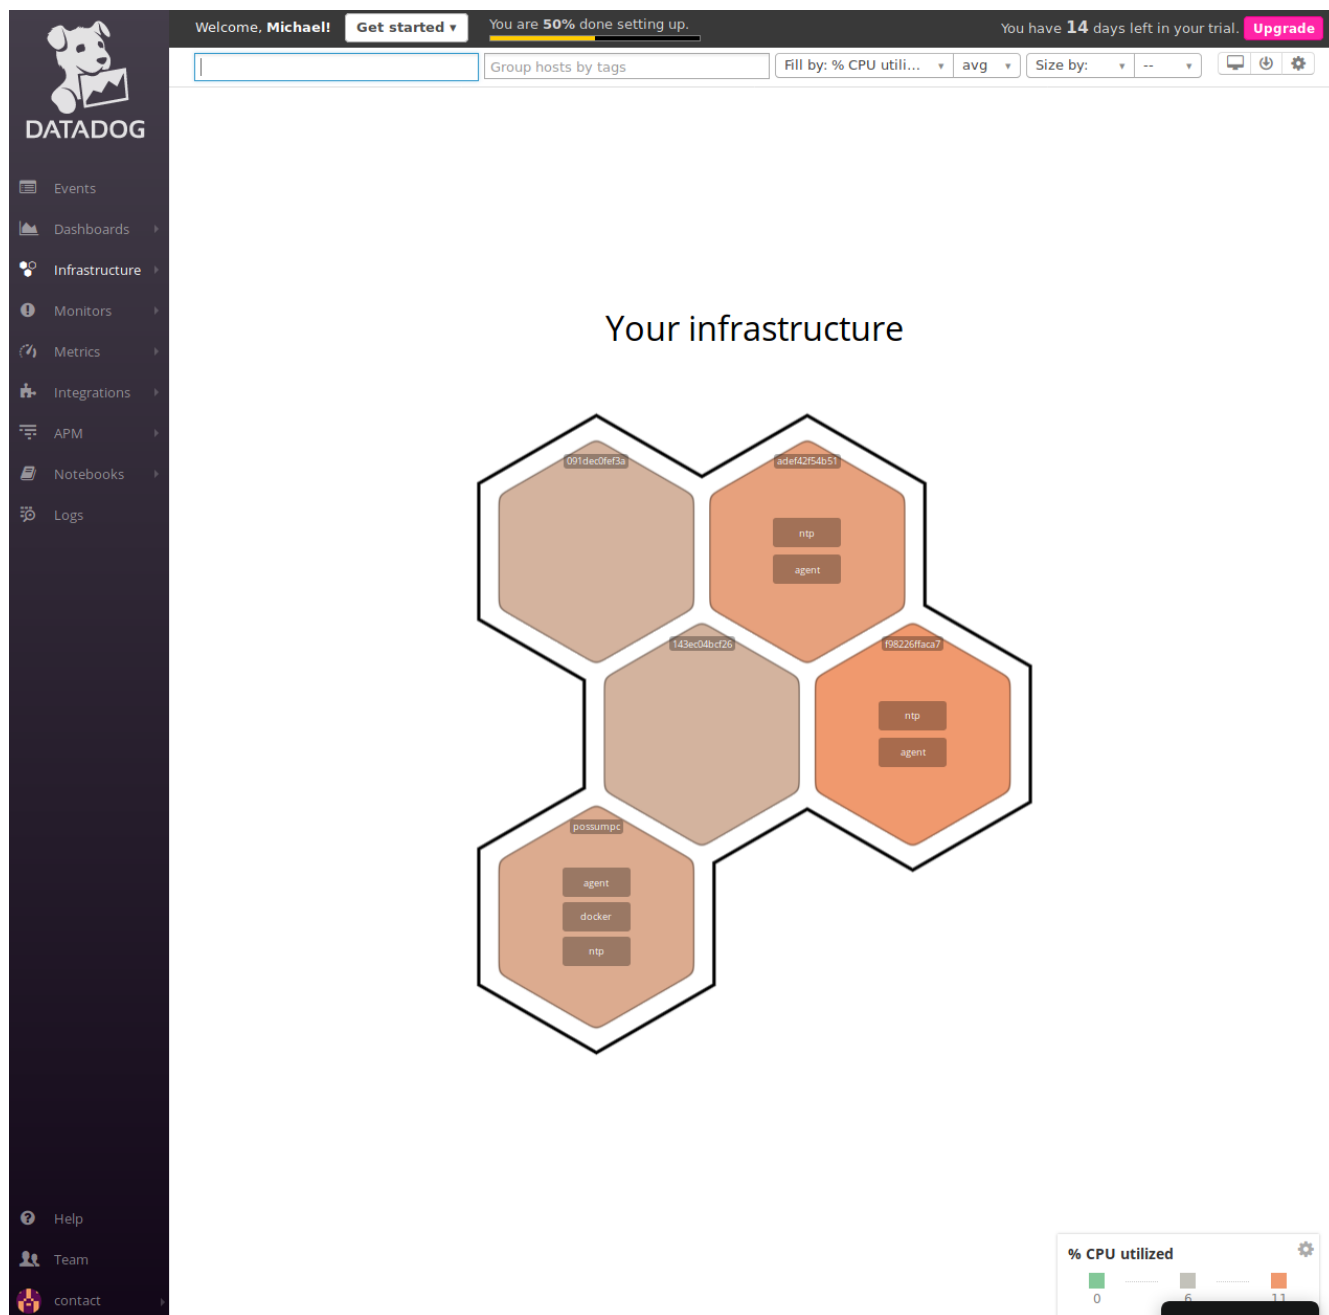 Welcome, Michael!
Get started ▾
You are 50% done setting up.
You have 14 days left in your trial.
Upgrade
Group hosts by tags
Fill by: % CPU utili...
avg
Size by:
--
DATADOG
Events
Dashboards
Infrastructure
Monitors
Metrics
Integrations
APM
Notebooks
Logs
Your infrastructure
091dec0fef3a
adef42f54b51
ntp
agent
143ec04bcf26
f98226ffaca7
ntp
agent
possumpc
agent
docker
ntp
Help
Team
contact
% CPU utilized
0 6 11